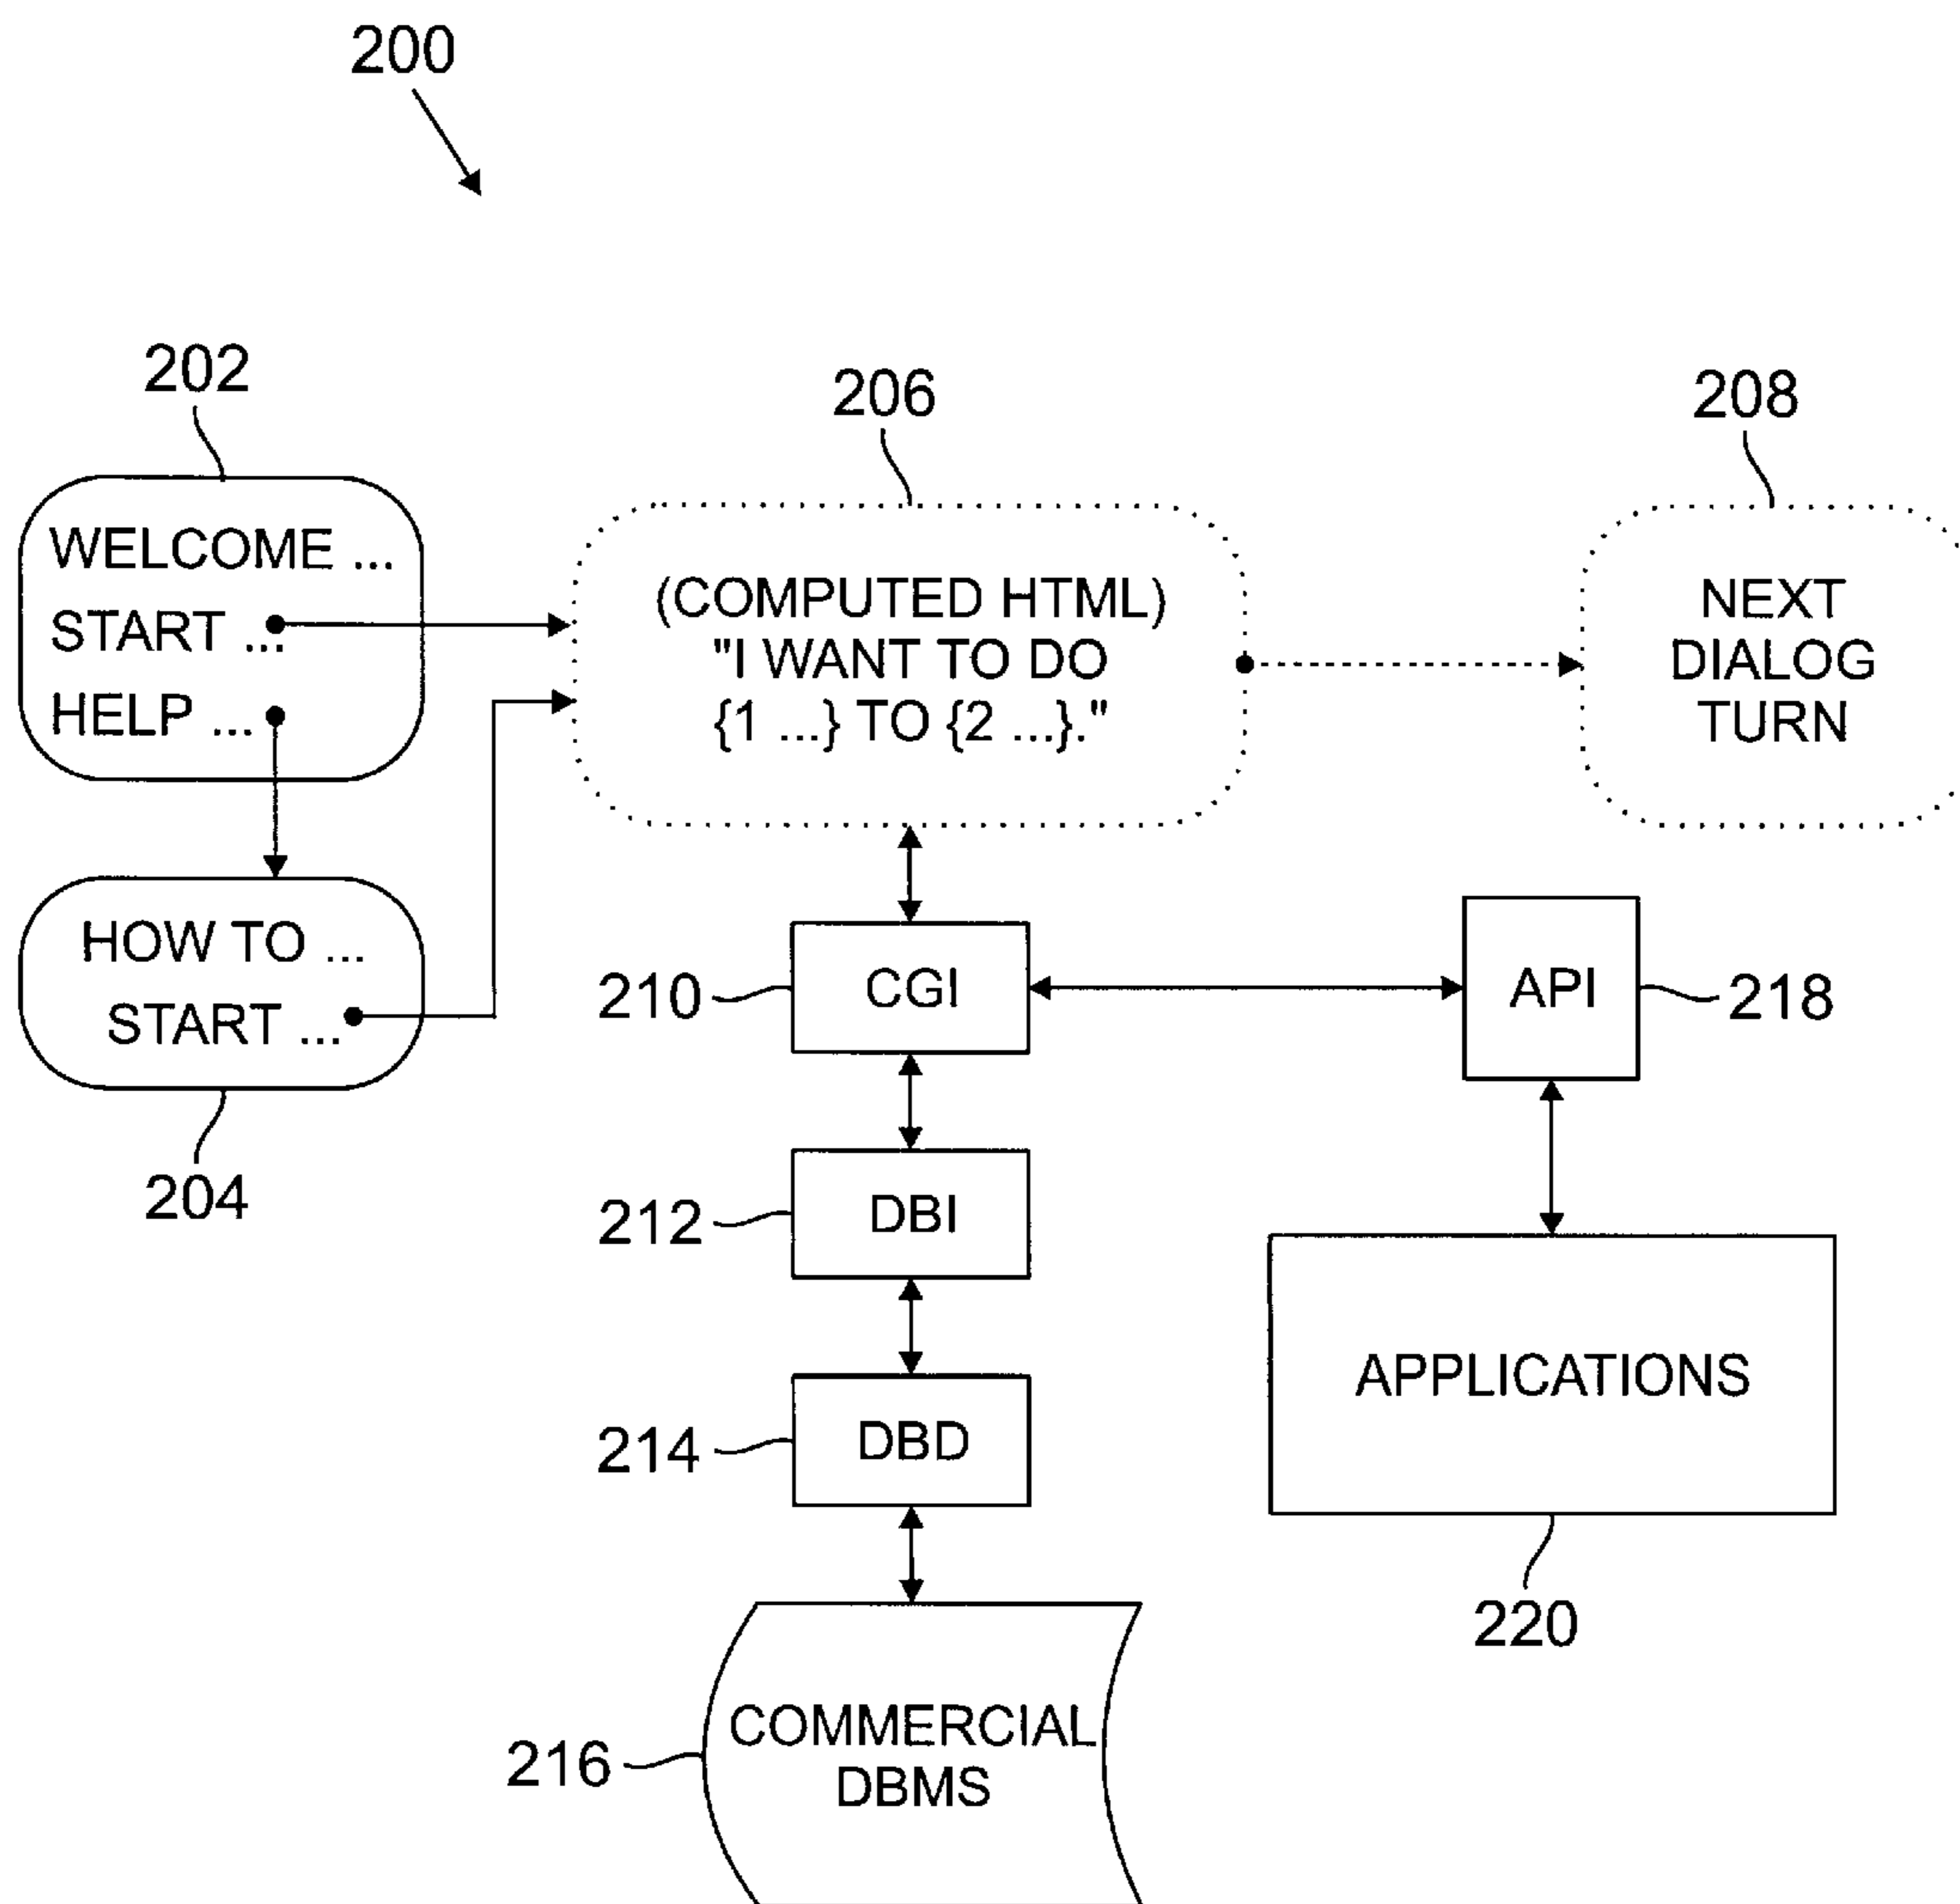 200
202
206
208
WELCOME ...
START ...
HELP ...
(COMPUTED HTML)
"I WANT TO DO
{1 ...} TO {2 ...}."
NEXT
DIALOG
TURN
HOW TO ...
START ...
204
210
CGI
API
218
212
DBI
214
DBD
APPLICATIONS
220
216
COMMERCIAL
DBMS